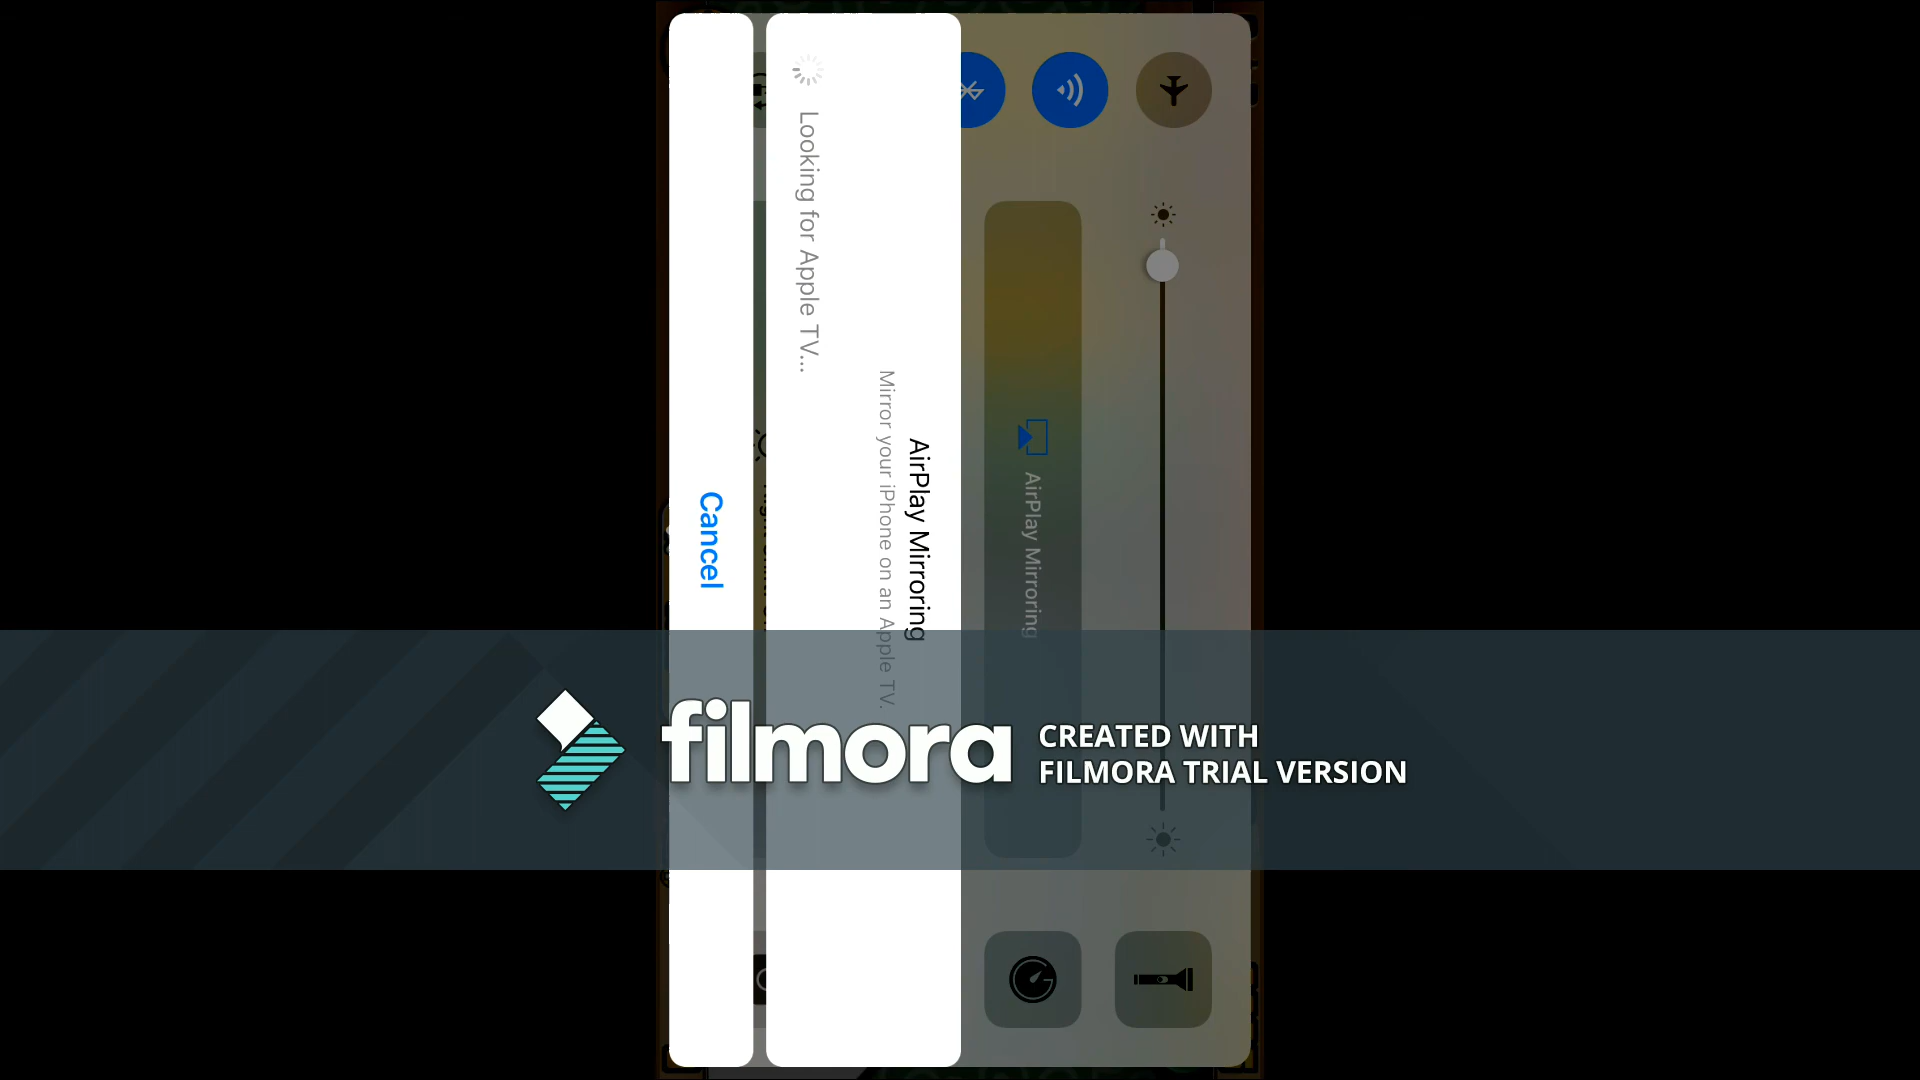 AirPlay Mirroring
AirPlay Mirroring
Mirror your iPhone on an Apple TV.
Looking for Apple TV...
Cancel
filmora
CREATED WITH
FILMORA TRIAL VERSION